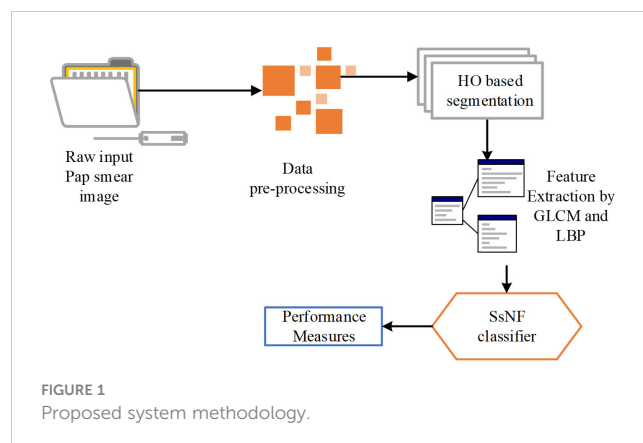 Raw input
Pap smear
image
Data
pre-processing
HO based
segmentation
Feature
Extraction by
GLCM and
LBP
SsNF
classifier
Performance
Measures
FIGURE 1
Proposed system methodology.